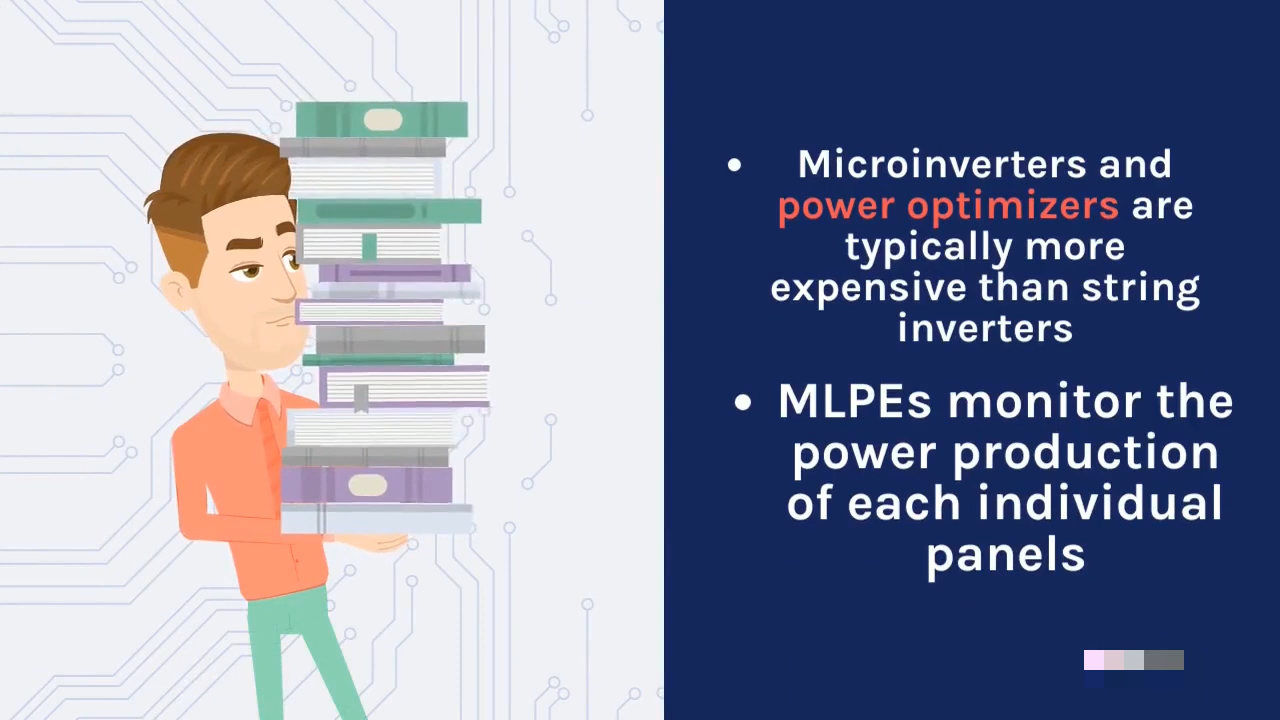 • Microinverters and
power optimizers are
typically more
expensive than string
inverters
• MLPEs monitor the
power production
of each individual
panels